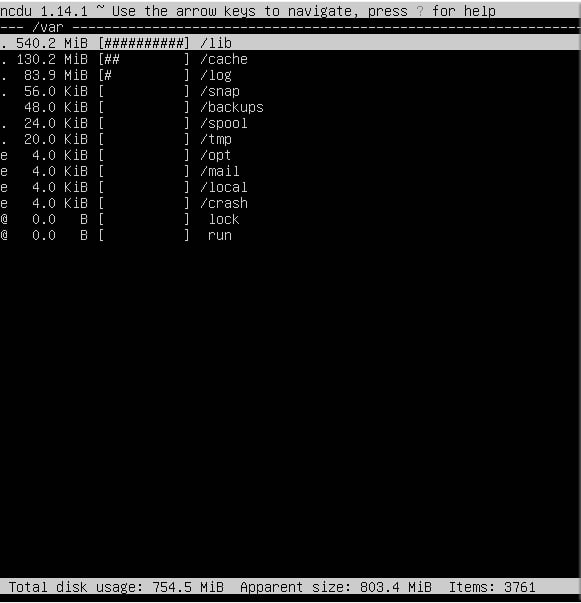 ncdu 1.14.1 ~ Use the arrow keys to navigate, press ? for help
--- /var ----------------------------------------------------------------
. 540.2 MiB [##########] /lib
. 130.2 MiB [##        ] /cache
.  83.9 MiB [#         ] /log
.  56.0 KiB [          ] /snap
   48.0 KiB [          ] /backups
.  24.0 KiB [          ] /spool
.  20.0 KiB [          ] /tmp
e   4.0 KiB [          ] /opt
e   4.0 KiB [          ] /mail
e   4.0 KiB [          ] /local
e   4.0 KiB [          ] /crash
@   0.0   B [          ]  lock
@   0.0   B [          ]  run
Total disk usage: 754.5 MiB  Apparent size: 803.4 MiB  Items: 3761